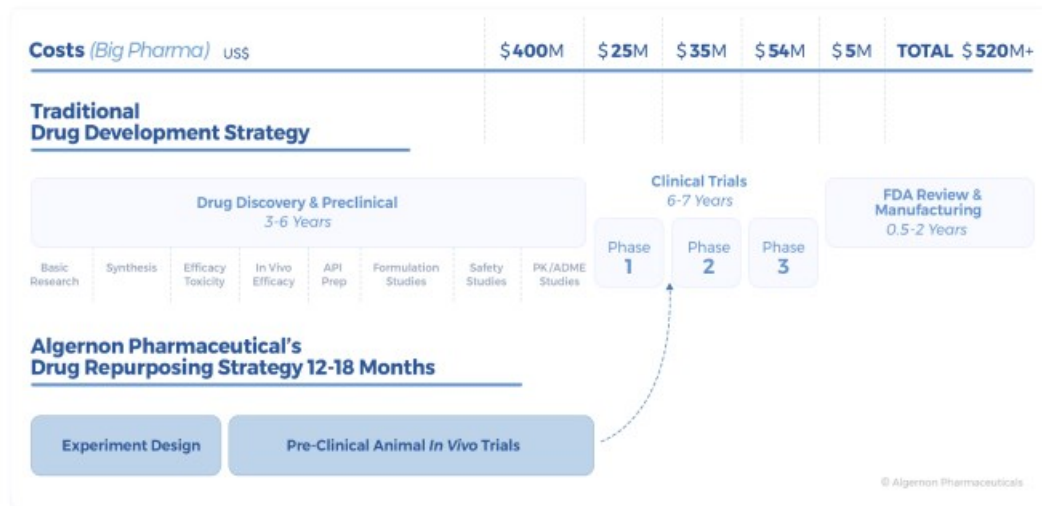 Costs (Big Pharma) US$ $400M $25M $35M $54M $5M TOTAL $520M+
Traditional
Drug Development Strategy
Drug Discovery & Preclinical
3-6 Years
Clinical Trials
6-7 Years
FDA Review &
Manufacturing
0.5-2 Years
Phase
1
Phase
2
Phase
3
Basic
Research
Synthesis
Efficacy
Toxicity
In Vivo
Efficacy
API
Prep
Formulation
Studies
Safety
Studies
PK/ADME
Studies
Algernon Pharmaceutical's
Drug Repurposing Strategy 12-18 Months
Experiment Design
Pre-Clinical Animal In Vivo Trials
© Algernon Pharmaceuticals